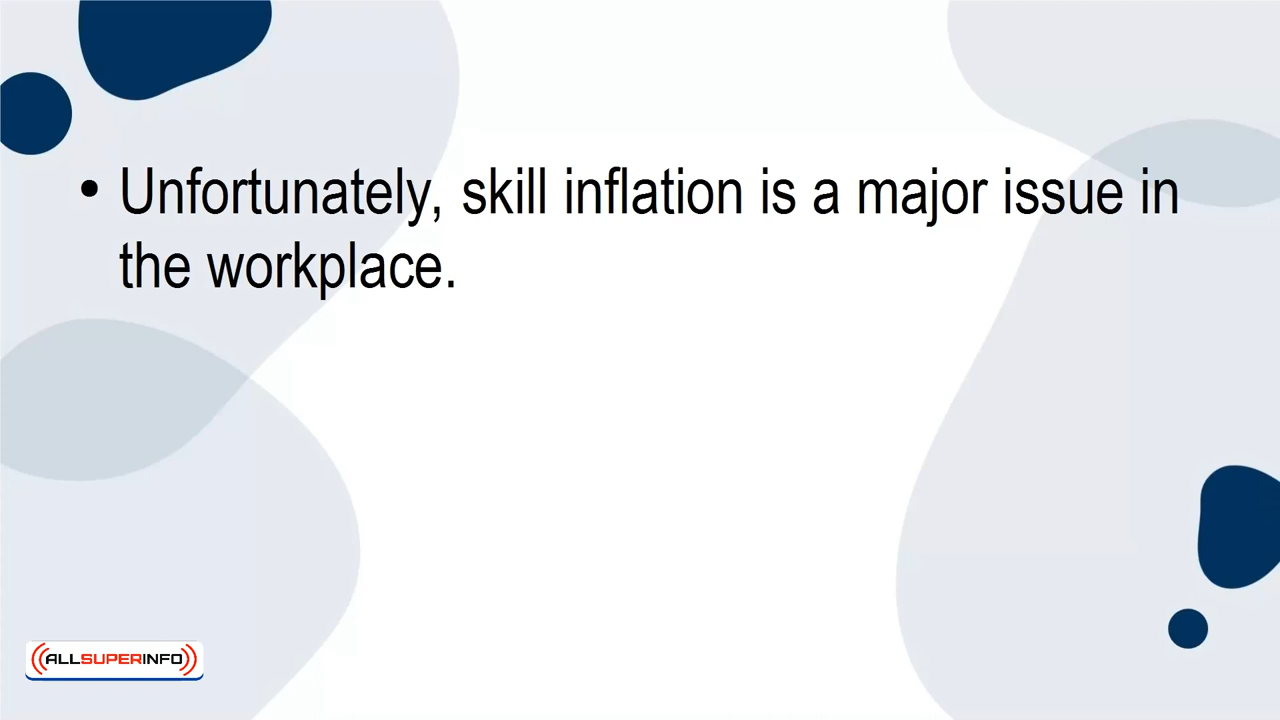 • Unfortunately, skill inflation is a major issue in
the workplace.
ALLSUPERINFO